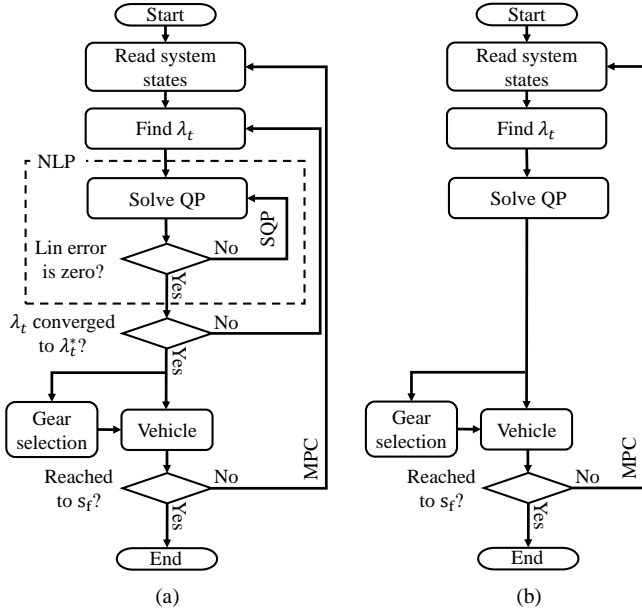 Start
Read system
states
Find λ_t
NLP
Solve QP
SQP
Lin error
is zero?
No
Yes
λ_t converged
to λ_t^*?
No
Yes
Gear
selection
Vehicle
MPC
Reached
to s_f?
No
Yes
End
(a)
Start
Read system
states
Find λ_t
Solve QP
Gear
selection
Vehicle
MPC
Reached
to s_f?
No
Yes
End
(b)